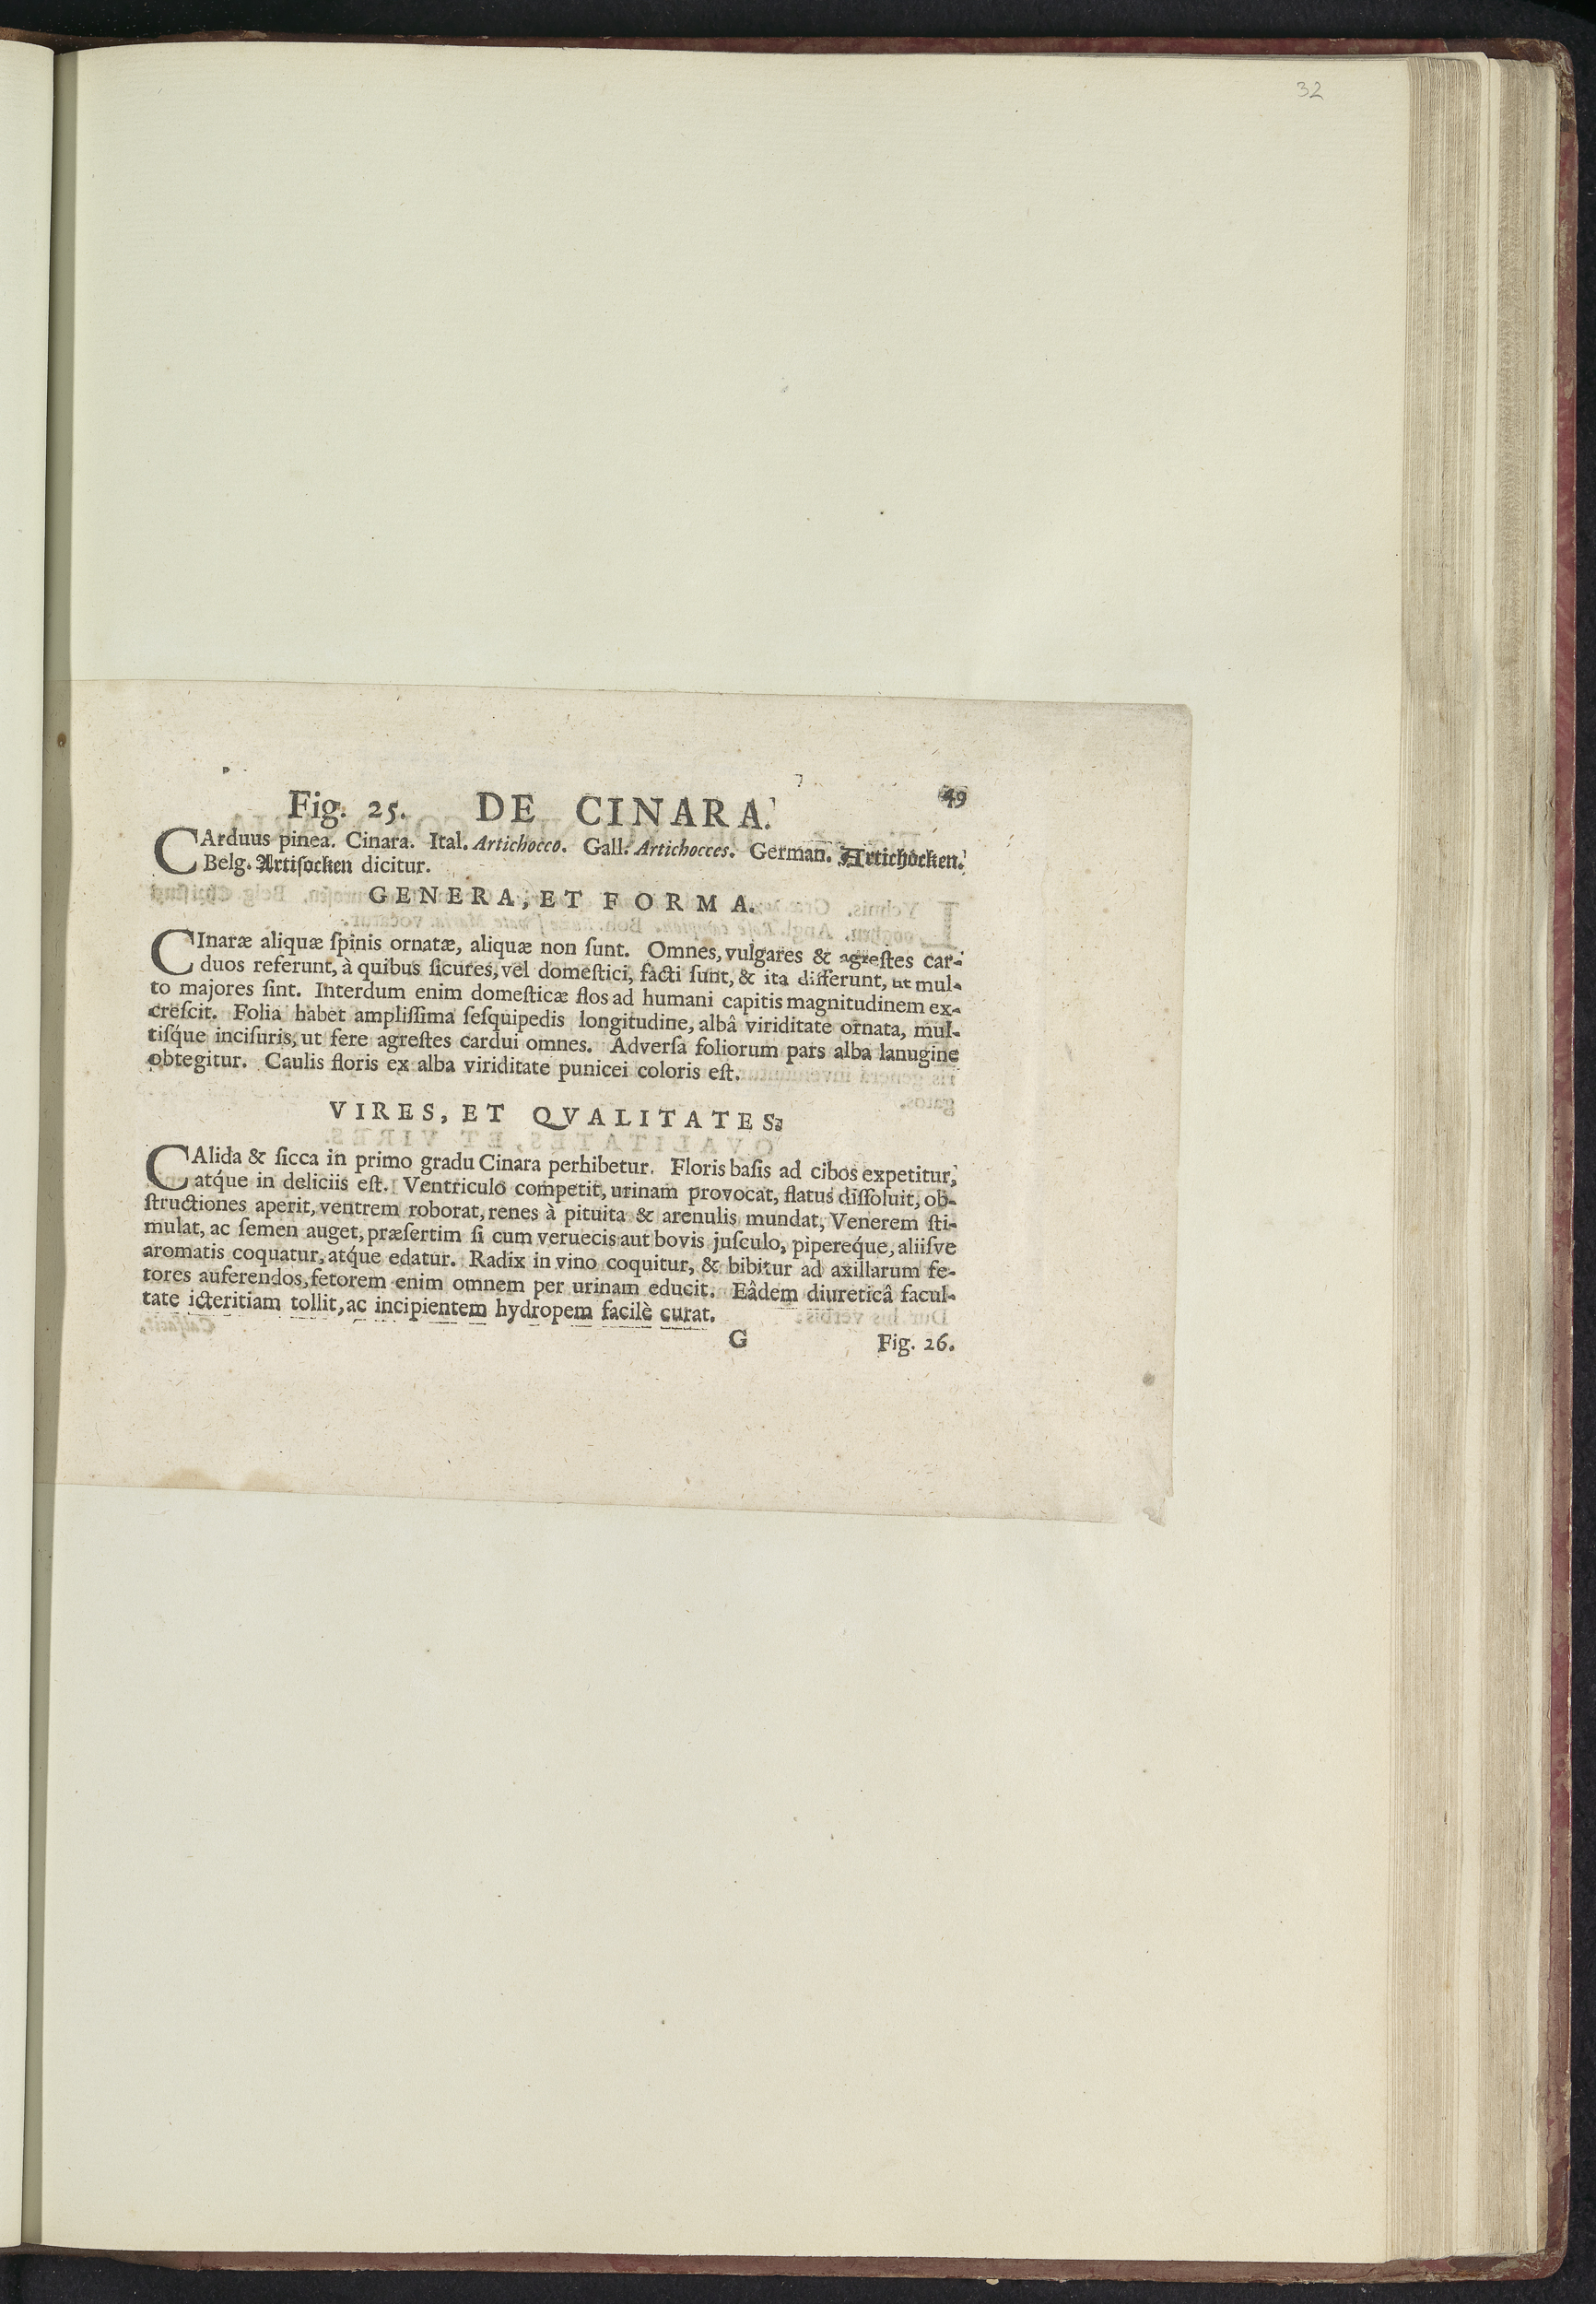 32
49
Fig. 25. DE CINARA.
CArduus pinea. Cinara. Ital. Artichocco. Gall. Artichocces. German. Artichocken.
Belg. Artisocken dicitur.
GENERA, ET FORMA.
CInaræ aliquæ ſpinis ornatæ, aliquæ non ſunt. Omnes, vulgares & agreſtes car-
duos referunt, à quibus ſicures, vel domeſtici, facti ſunt, & ita differunt, ut mul-
to majores ſint. Interdum enim domeſticæ flos ad humani capitis magnitudinem ex-
creſcit. Folia habet ampliſſima ſeſquipedis longitudine, albâ viriditate ornata, mul-
tiſq́ue inciſuris, ut fere agreſtes cardui omnes. Adverſa foliorum pars alba lanugine
obtegitur. Caulis floris ex alba viriditate punicei coloris eſt.
VIRES, ET QVALITATES.
CAlida & ſicca in primo gradu Cinara perhibetur. Floris baſis ad cibos expetitur,
atq́ue in deliciis eſt. Ventriculo competit, urinam provocat, flatus diſſoluit, ob-
ſtructiones aperit, ventrem roborat, renes à pituita & arenulis mundat, Venerem ſti-
mulat, ac ſemen auget, præſertim ſi cum veruecis aut bovis juſculo, pipereq́ue, aliiſve
aromatis coquatur, atq́ue edatur. Radix in vino coquitur, & bibitur ad axillarum fe-
tores auferendos, fetorem enim omnem per urinam educit. Eâdem diureticâ facul-
tate icteritiam tollit, ac incipientem hydropem facilè curat.
G Fig. 26.